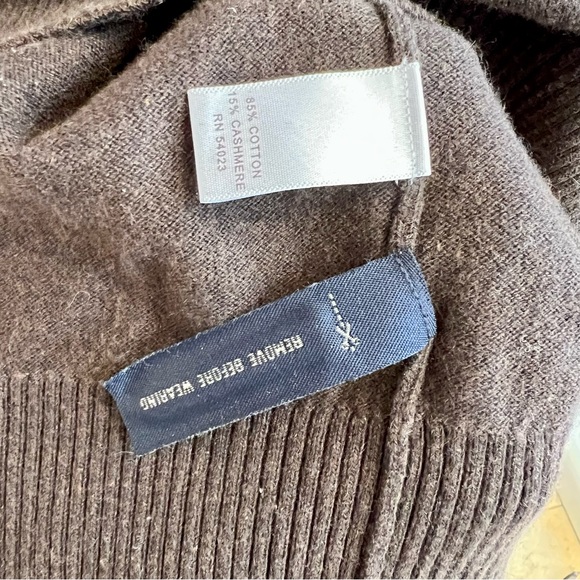 85% COTTON
15% CASHMERE
RN 54023
REMOVE BEFORE WEARING